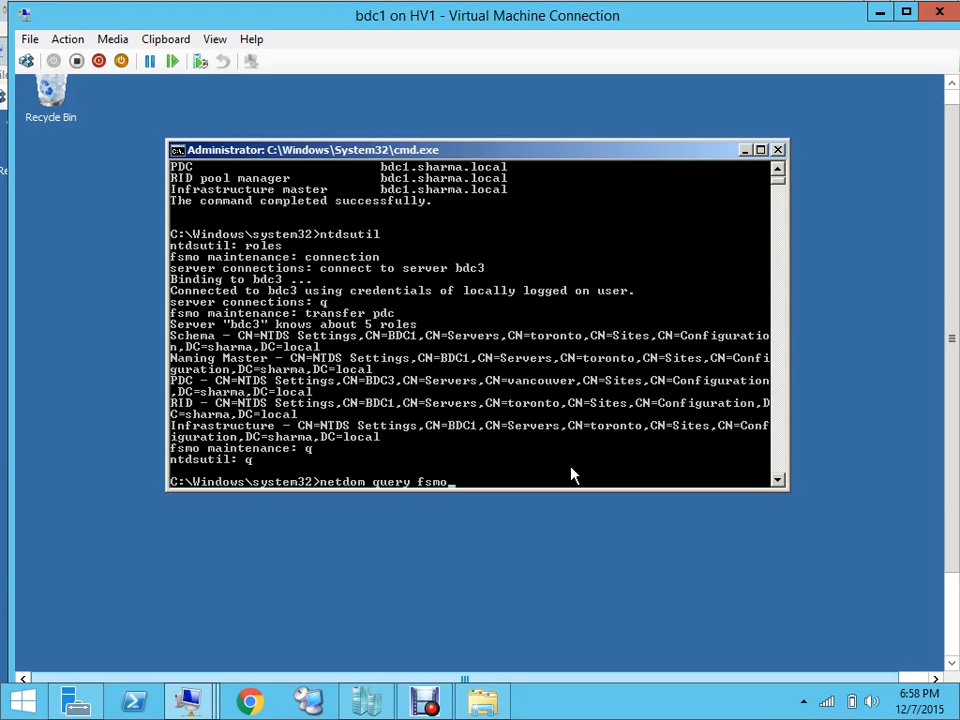 bdc1 on HV1 - Virtual Machine Connection
File Action Media Clipboard View Help
Recycle Bin
Administrator: C:\Windows\System32\cmd.exe
PDC bdc1.sharma.local
RID pool manager bdc1.sharma.local
Infrastructure master bdc1.sharma.local
The command completed successfully.
C:\Windows\system32>ntdsutil
ntdsutil: roles
fsmo maintenance: connection
server connections: connect to server bdc3
Binding to bdc3 ...
Connected to bdc3 using credentials of locally logged on user.
server connections: q
fsmo maintenance: transfer pdc
Server "bdc3" knows about 5 roles
Schema - CN=NTDS Settings,CN=BDC1,CN=Servers,CN=toronto,CN=Sites,CN=Configuratio
n,DC=sharma,DC=local
Naming Master - CN=NTDS Settings,CN=BDC1,CN=Servers,CN=toronto,CN=Sites,CN=Confi
guration,DC=sharma,DC=local
PDC - CN=NTDS Settings,CN=BDC3,CN=Servers,CN=vancouver,CN=Sites,CN=Configuration
,DC=sharma,DC=local
RID - CN=NTDS Settings,CN=BDC1,CN=Servers,CN=toronto,CN=Sites,CN=Configuration,D
C=sharma,DC=local
Infrastructure - CN=NTDS Settings,CN=BDC1,CN=Servers,CN=toronto,CN=Sites,CN=Conf
iguration,DC=sharma,DC=local
fsmo maintenance: q
ntdsutil: q
C:\Windows\system32>netdom query fsmo_
6:58 PM
12/7/2015